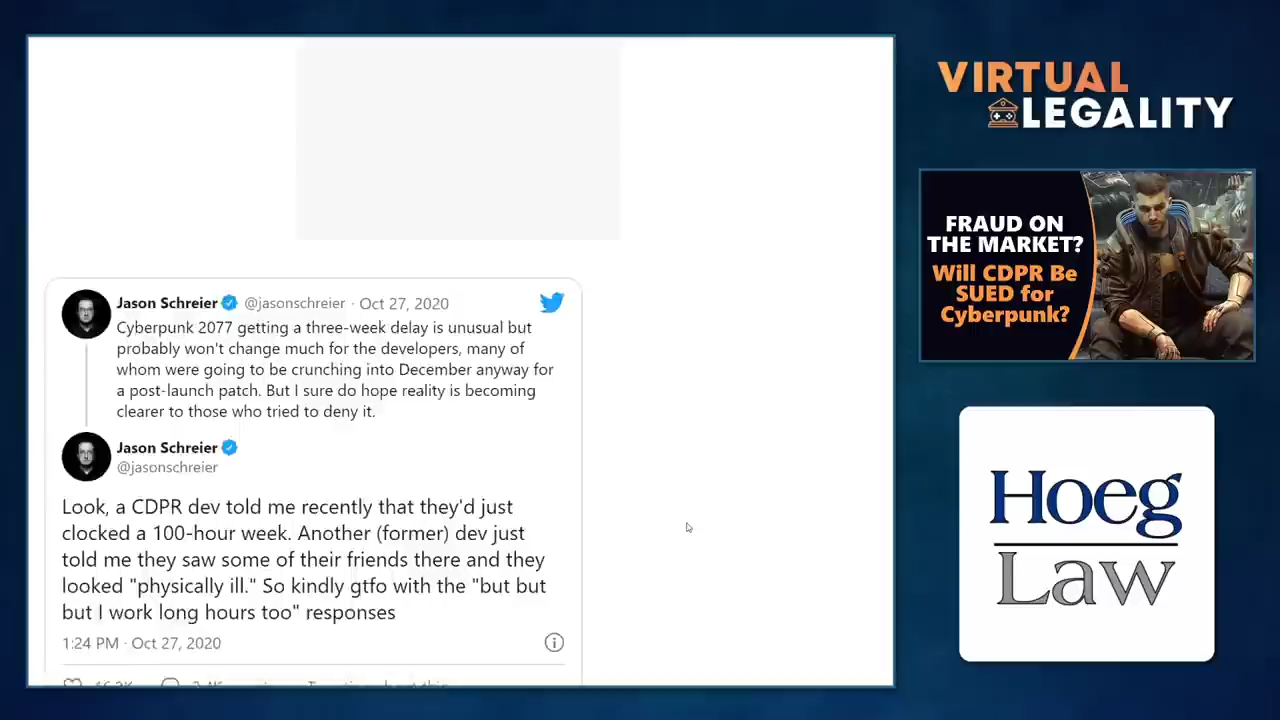 Jason Schreier @jasonschreier · Oct 27, 2020
Cyberpunk 2077 getting a three-week delay is unusual but
probably won't change much for the developers, many of
whom were going to be crunching into December anyway for
a post-launch patch. But I sure do hope reality is becoming
clearer to those who tried to deny it.
Jason Schreier
@jasonschreier
Look, a CDPR dev told me recently that they'd just
clocked a 100-hour week. Another (former) dev just
told me they saw some of their friends there and they
looked "physically ill." So kindly gtfo with the "but but
but I work long hours too" responses
1:24 PM · Oct 27, 2020
VIRTUAL
LEGALITY
FRAUD ON
THE MARKET?
Will CDPR Be
SUED for
Cyberpunk?
Hoeg
Law